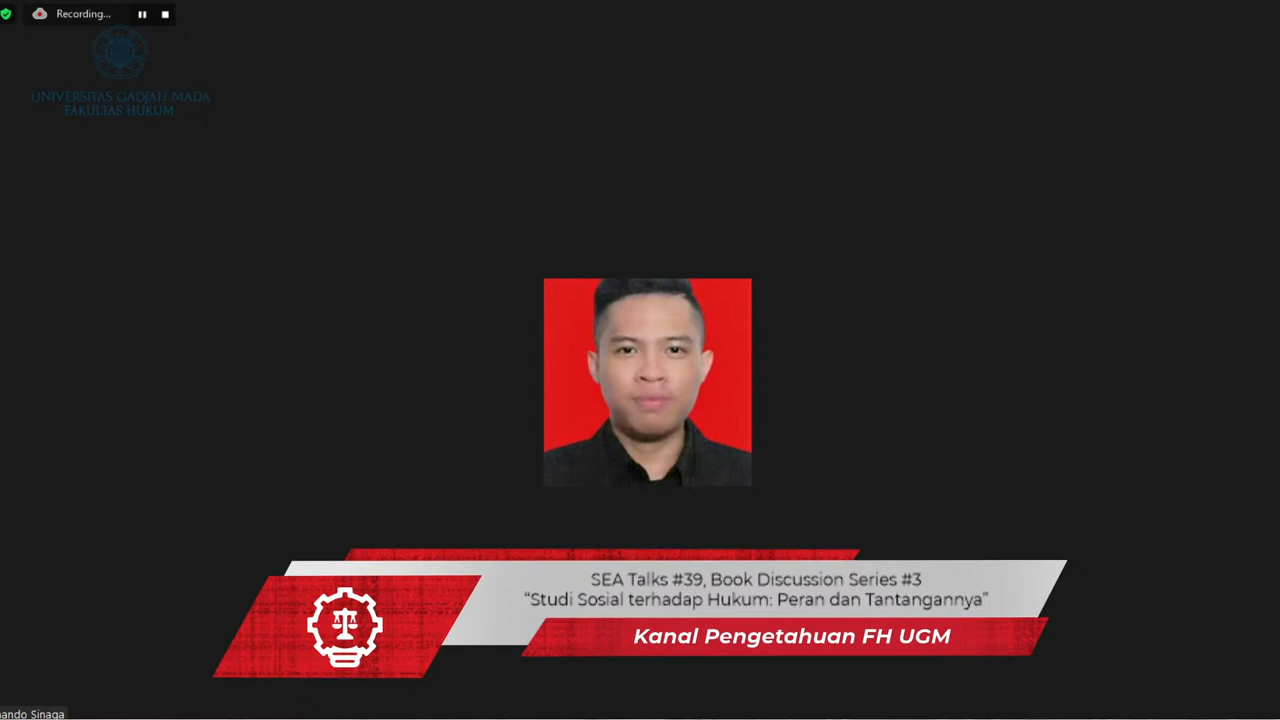 Recording...
UNIVERSITAS GADJAH MADA
FAKULTAS HUKUM
SEA Talks #39, Book Discussion Series #3
“Studi Sosial terhadap Hukum: Peran dan Tantangannya”
Kanal Pengetahuan FH UGM
Sinaga